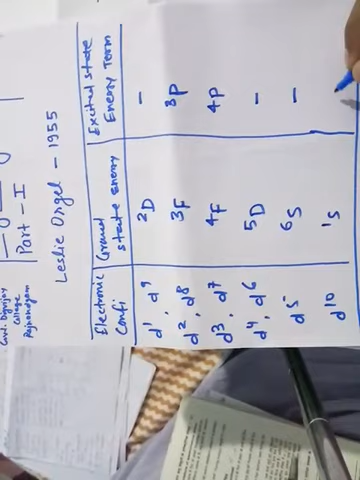 Govt. Digvijay
College
Rajnandgaon
Part - I
Leslie Orgel - 1955
Electronic Confi Ground state Energy Excited state Energy Term
d¹, d⁹ ²D -
d², d⁸ ³F ³P
d³, d⁷ ⁴F ⁴P
d⁴, d⁶ ⁵D -
d⁵ ⁶S -
d¹⁰ ¹S